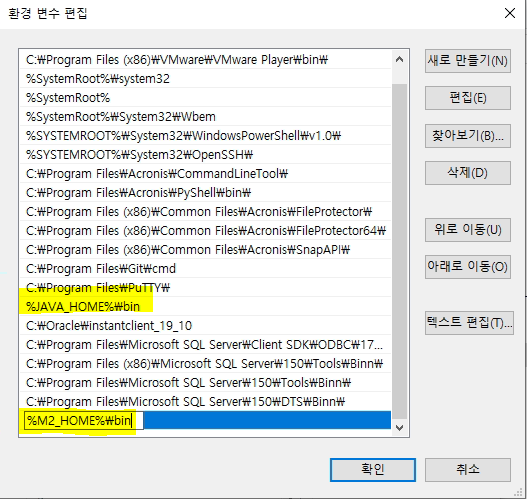 환경 변수 편집
C:₩Program Files (x86)₩VMware₩VMware Player₩bin₩
%SystemRoot%₩system32
%SystemRoot%
%SystemRoot%₩System32₩Wbem
%SYSTEMROOT%₩System32₩WindowsPowerShell₩v1.0₩
%SYSTEMROOT%₩System32₩OpenSSH₩
C:₩Program Files₩Acronis₩CommandLineTool₩
C:₩Program Files₩Acronis₩PyShell₩bin₩
C:₩Program Files (x86)₩Common Files₩Acronis₩FileProtector₩
C:₩Program Files (x86)₩Common Files₩Acronis₩FileProtector64₩
C:₩Program Files (x86)₩Common Files₩Acronis₩SnapAPI₩
C:₩Program Files₩Git₩cmd
C:₩Program Files₩PuTTY₩
%JAVA_HOME%₩bin
C:₩Oracle₩instantclient_19_10
C:₩Program Files₩Microsoft SQL Server₩Client SDK₩ODBC₩17...
C:₩Program Files (x86)₩Microsoft SQL Server₩150₩Tools₩Binn₩
C:₩Program Files₩Microsoft SQL Server₩150₩Tools₩Binn₩
C:₩Program Files₩Microsoft SQL Server₩150₩DTS₩Binn₩
%M2_HOME%₩bin
새로 만들기(N)
편집(E)
찾아보기(B)...
삭제(D)
위로 이동(U)
아래로 이동(O)
텍스트 편집(T)...
확인
취소